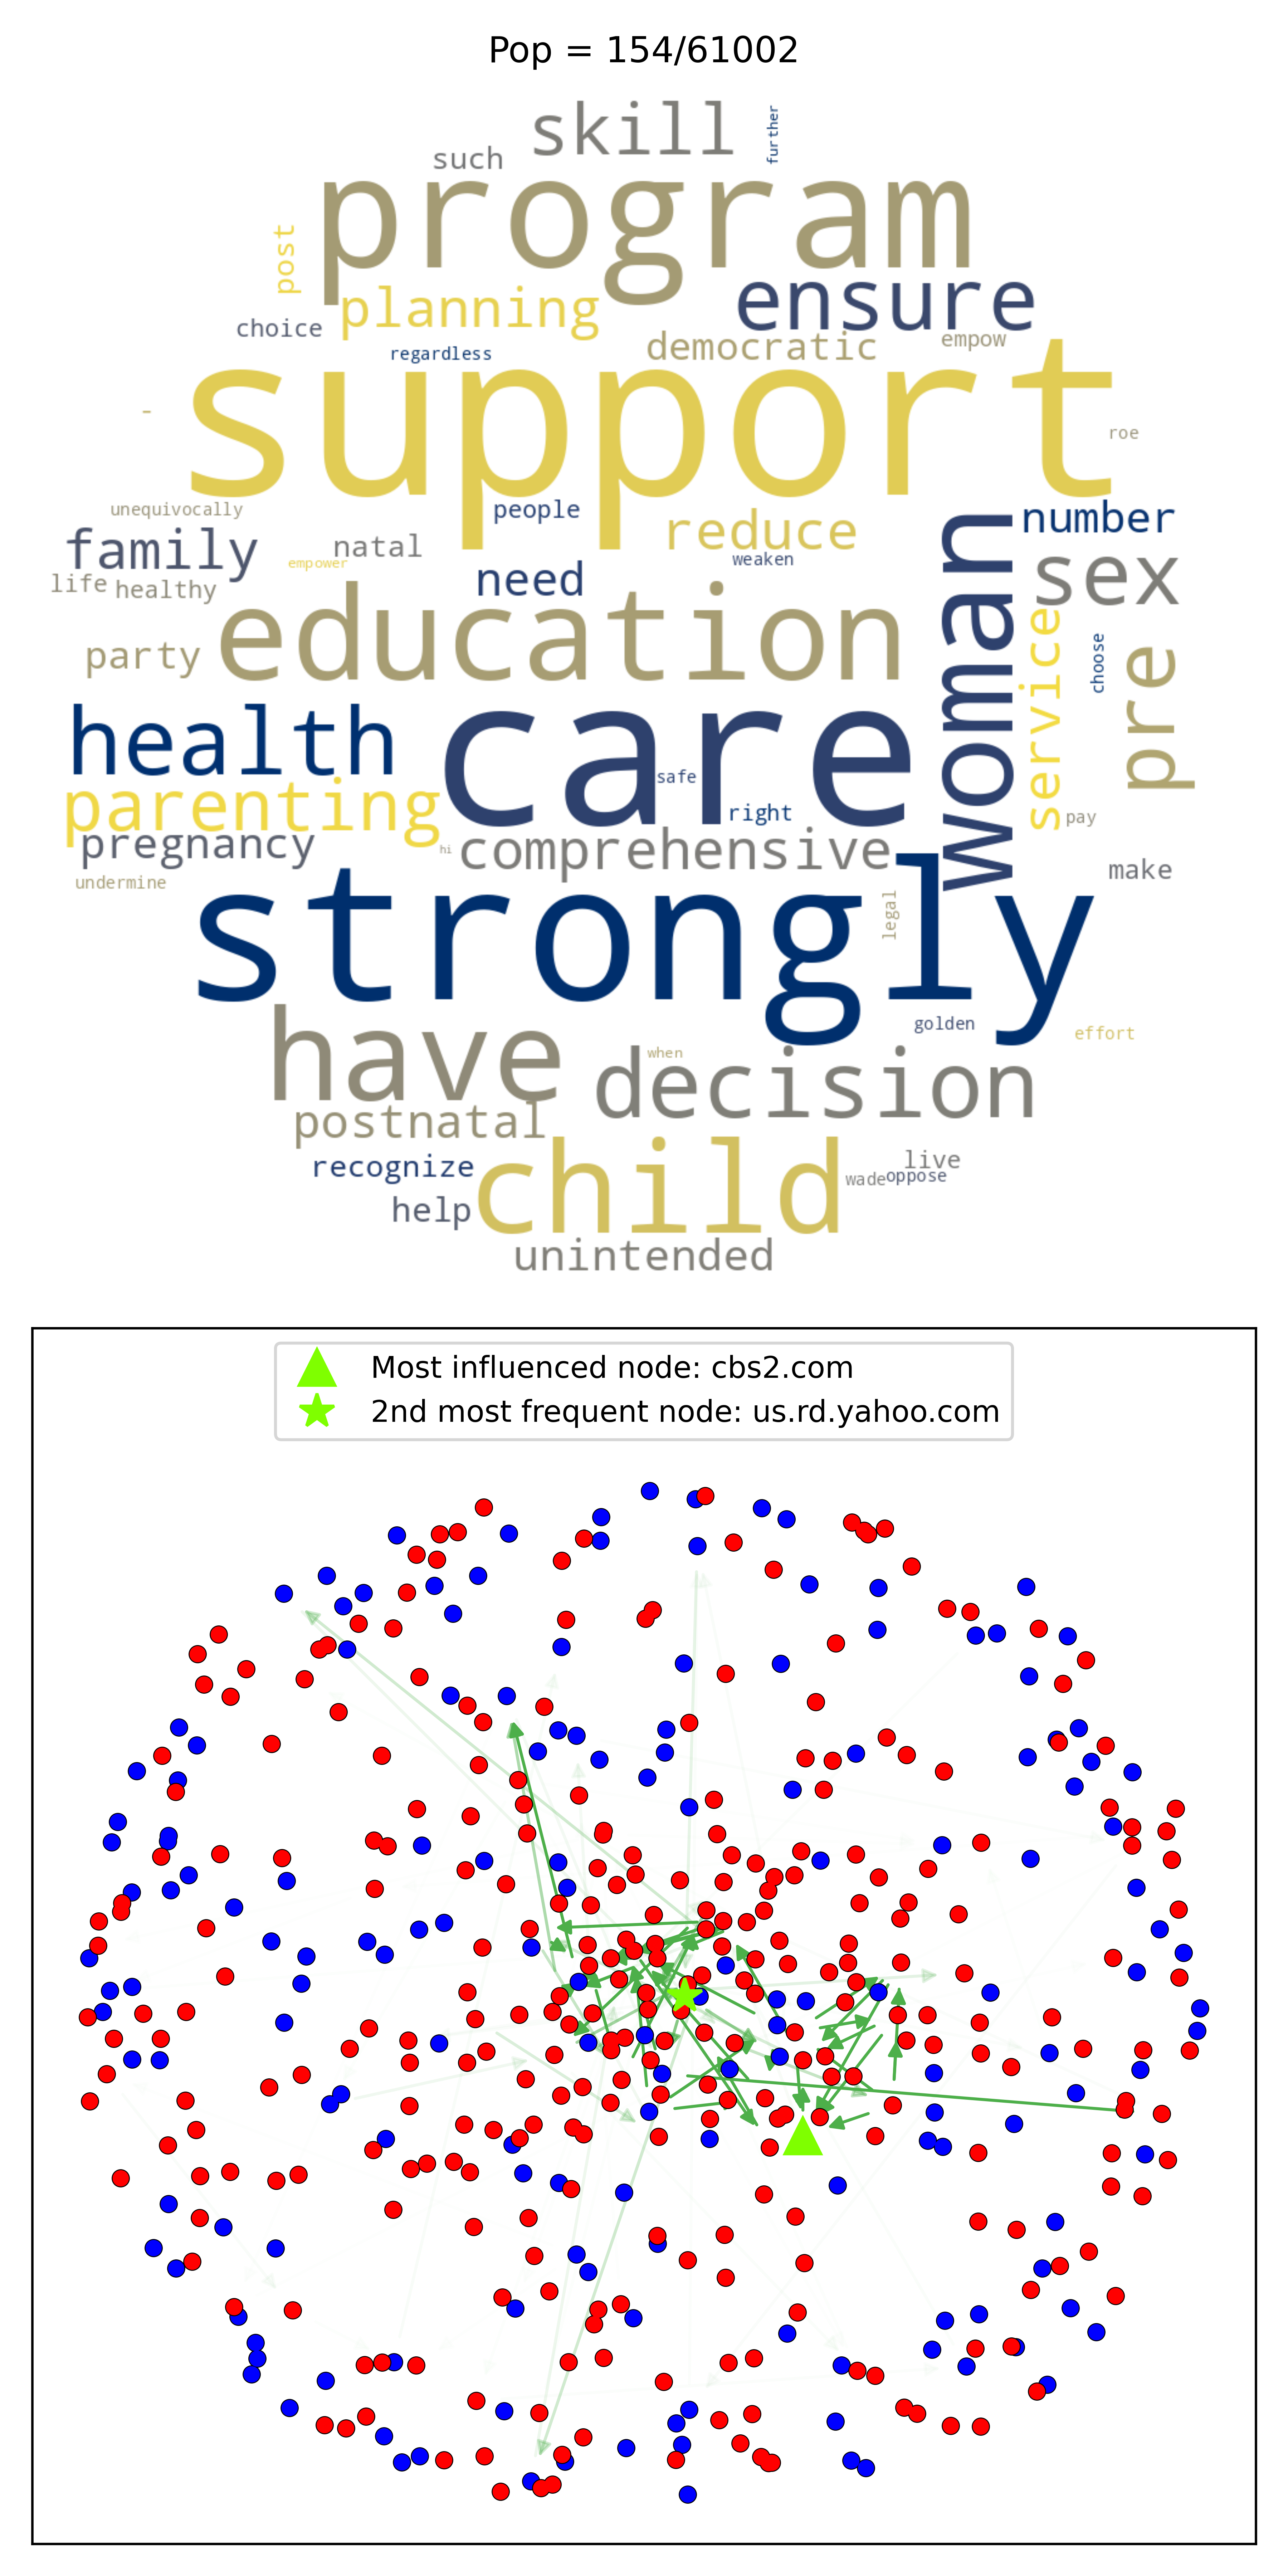 Pop = 154/61002
skill
further
such
program
post
planning
ensure
choice
democratic
empow
regardless
support
-
roe
unequivocally
people
number
family
natal
reduce
woman
weaken
sex
empower
need
life
healthy
education
service
choose
pre
party
health
care
safe
parenting
right
pay
pregnancy
hi
comprehensive
make
undermine
strongly
legal
have
golden
effort
when
decision
postnatal
child
live
recognize
wade
oppose
help
unintended
Most influenced node: cbs2.com
2nd most frequent node: us.rd.yahoo.com